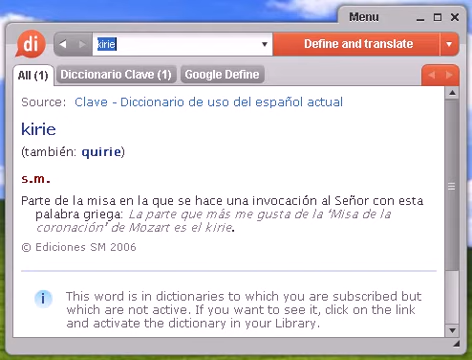 Menu
di
kirie
Define and translate
All (1)
Diccionario Clave (1)
Google Define
Source: Clave - Diccionario de uso del español actual
kirie
(también: quirie)
s.m.
Parte de la misa en la que se hace una invocación al Señor con esta
palabra griega: La parte que más me gusta de la 'Misa de la
coronación' de Mozart es el kirie.
© Ediciones SM 2006
i
This word is in dictionaries to which you are subscribed but
which are not active. If you want to see it, click on the link
and activate the dictionary in your Library.